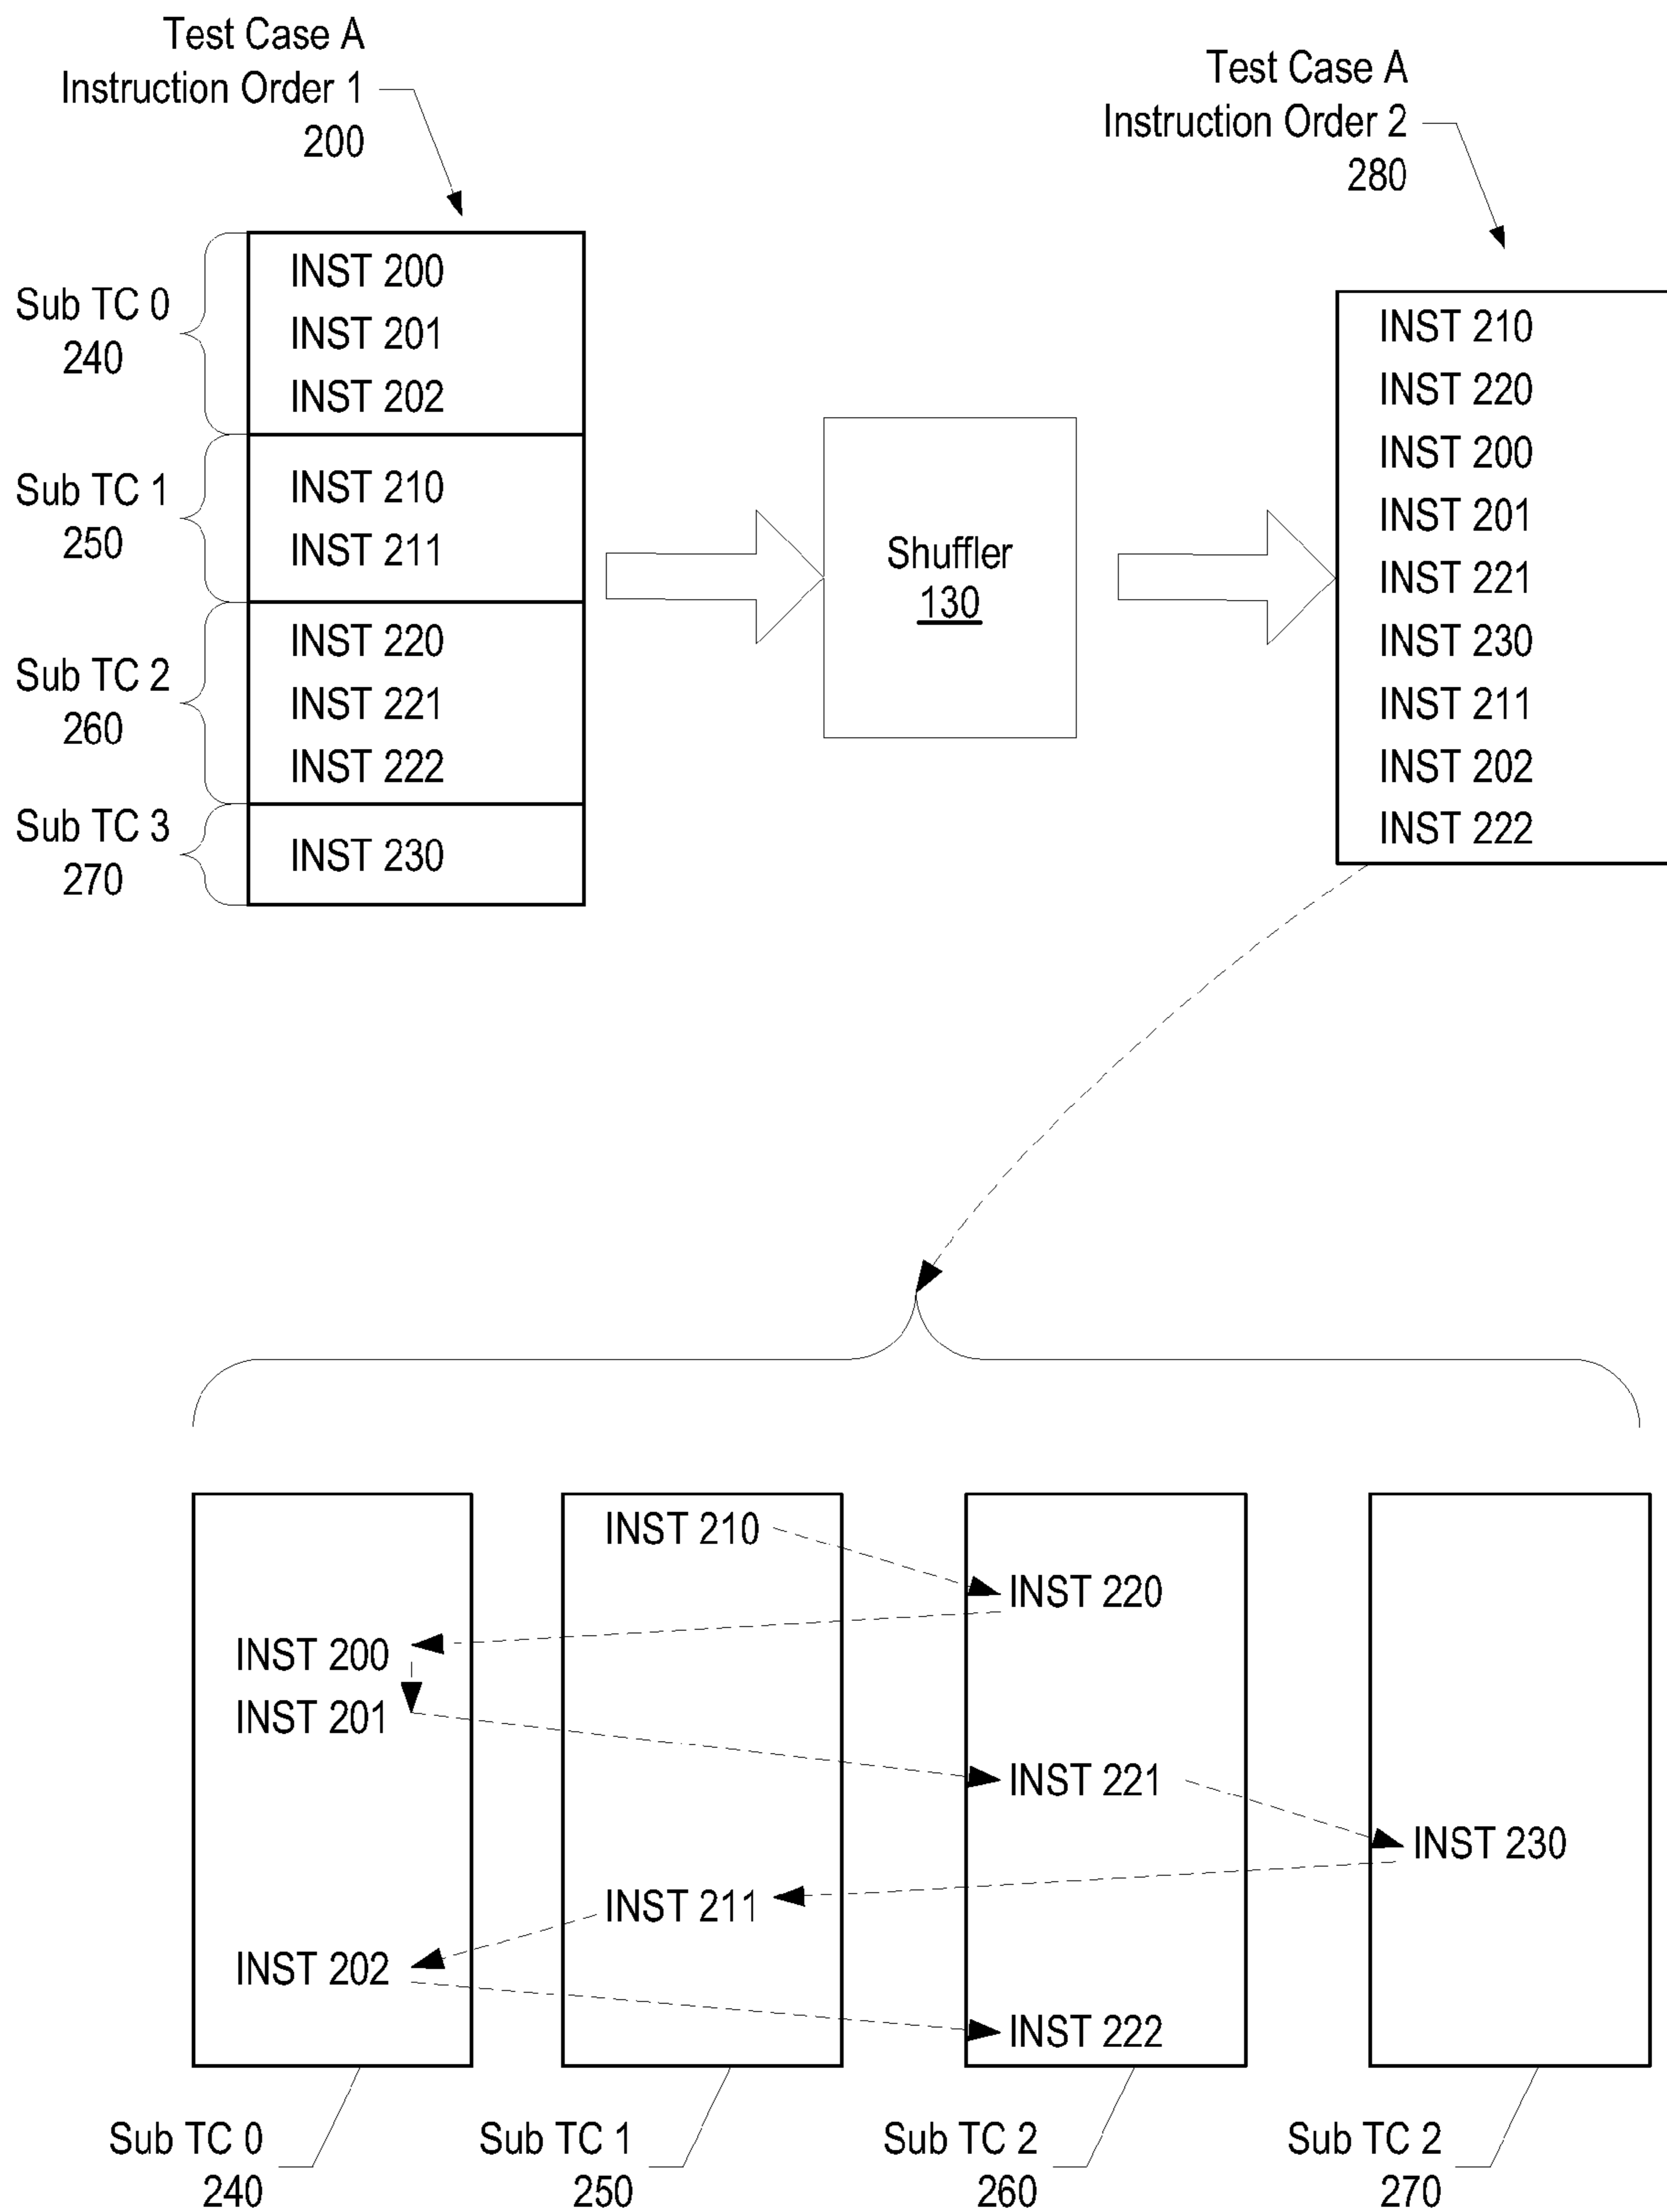 Test Case A
Instruction Order 1
200
Test Case A
Instruction Order 2
280
Sub TC 0
240
INST 200
INST 201
INST 202
Sub TC 1
250
INST 210
INST 211
Sub TC 2
260
INST 220
INST 221
INST 222
Sub TC 3
270
INST 230
Shuffler
130
INST 210
INST 220
INST 200
INST 201
INST 221
INST 230
INST 211
INST 202
INST 222
INST 210
INST 220
INST 200
INST 201
INST 221
INST 230
INST 211
INST 202
INST 222
Sub TC 0
240
Sub TC 1
250
Sub TC 2
260
Sub TC 2
270